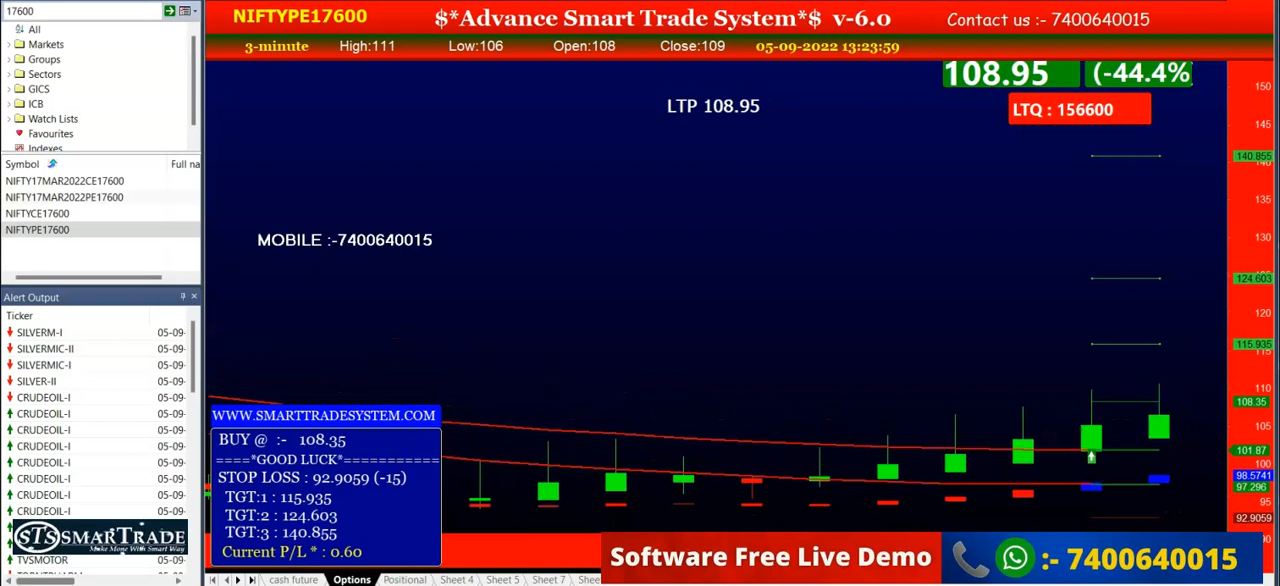 17600
All
Markets
Groups
Sectors
GICS
ICB
Watch Lists
Favourites
Indexes
Symbol
Full na
NIFTY17MAR2022CE17600
NIFTY17MAR2022PE17600
NIFTYCE17600
NIFTYPE17600
Alert Output
Ticker
SILVERM-I 05-09-
SILVERMIC-II 05-09-
SILVERMIC-I 05-09-
SILVER-II 05-09-
CRUDEOIL-I 05-09-
CRUDEOIL-I 05-09-
CRUDEOIL-I 05-09-
CRUDEOIL-I 05-09-
CRUDEOIL-I 05-09-
CRUDEOIL-I 05-09-
CRUDEOIL-I 05-09-
CRUDEOIL-I 05-09-
STS SMARTRADE
Make Money With Smart Way
TVSMOTOR 05-09-
NIFTYPE17600
$*Advance Smart Trade System*$ v-6.0
Contact us :- 7400640015
3-minute High:111 Low:106 Open:108 Close:109 05-09-2022 13:23:59
108.95 (-44.4%)
LTP 108.95
LTQ : 156600
MOBILE :-7400640015
150
145
140.855
135
130
124.603
120
115.935
115
110
108.35
105
101.87
100
98.5741
97.296
95
92.9059
90
WWW.SMARTTRADESYSTEM.COM
BUY @ :- 108.35
====*GOOD LUCK*===========
STOP LOSS : 92.9059 (-15)
TGT:1 : 115.935
TGT:2 : 124.603
TGT:3 : 140.855
Current P/L * : 0.60
Software Free Live Demo :- 7400640015
cash future Options Positional Sheet 4 Sheet 5 Sheet 7 Shee